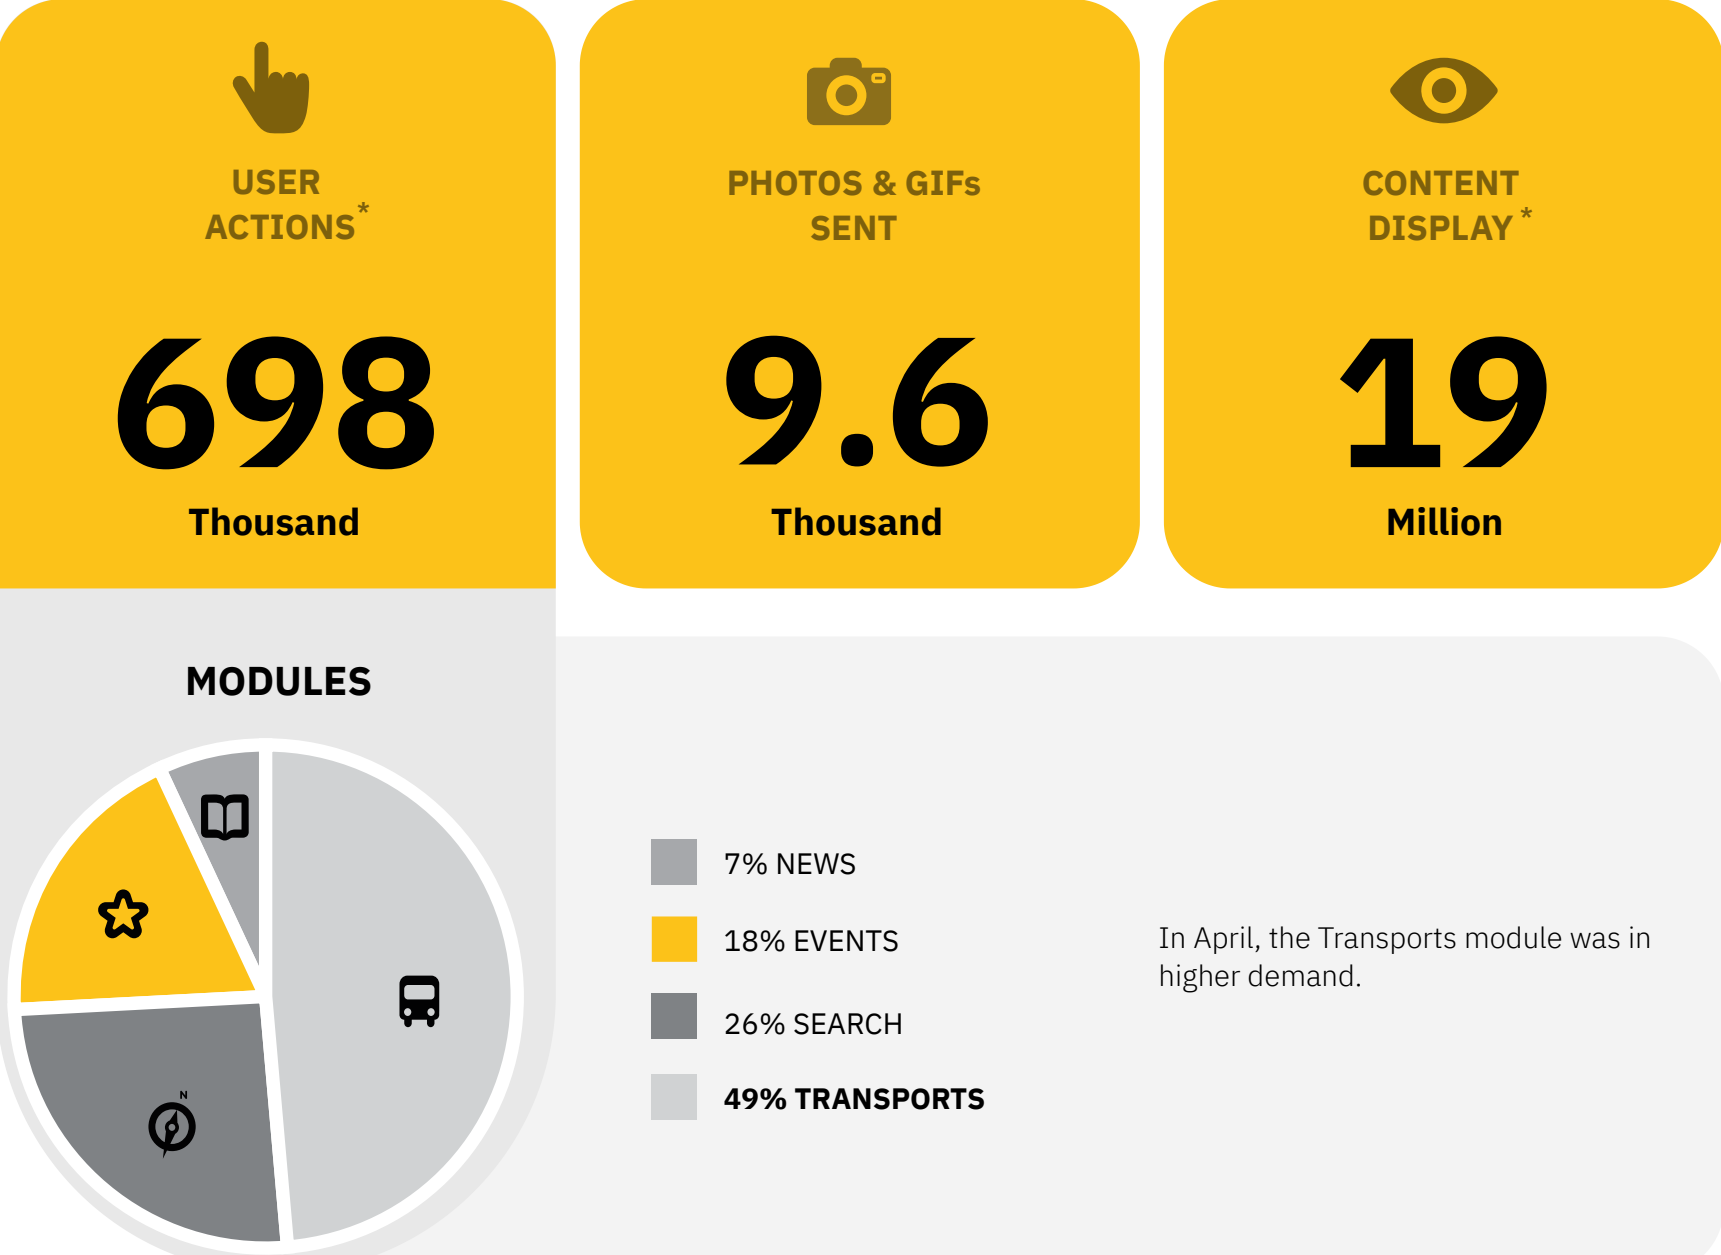 USER
ACTIONS*
698
Thousand
PHOTOS & GIFs
SENT
9.6
Thousand
CONTENT
DISPLAY*
19
Million
MODULES
N
7% NEWS
18% EVENTS
26% SEARCH
49% TRANSPORTS
In April, the Transports module was in
higher demand.